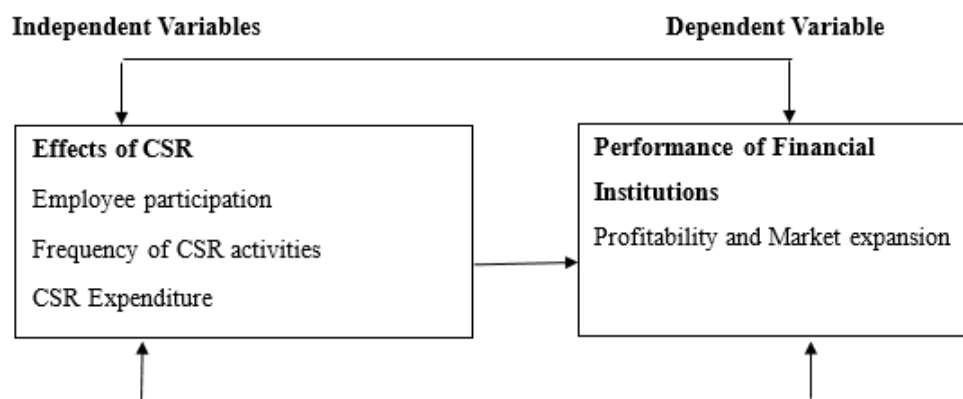 Independent Variables
Dependent Variable
Effects of CSR
Employee participation
Frequency of CSR activities
CSR Expenditure
Performance of Financial
Institutions
Profitability and Market expansion